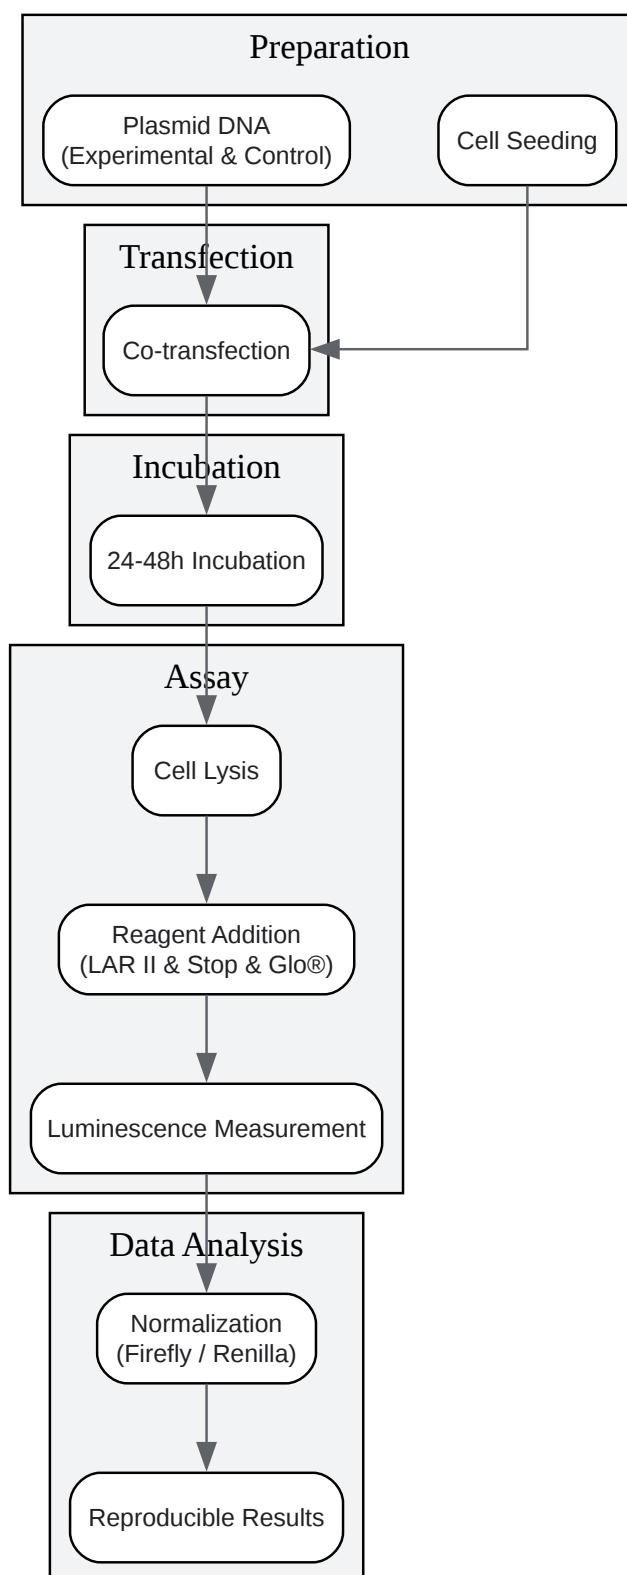 Preparation
Plasmid DNA
(Experimental & Control)
Cell Seeding
Transfection
Co-transfection
Incubation
24-48h Incubation
Assay
Cell Lysis
Reagent Addition
(LAR II & Stop & Glo®)
Luminescence Measurement
Data Analysis
Normalization
(Firefly / Renilla)
Reproducible Results